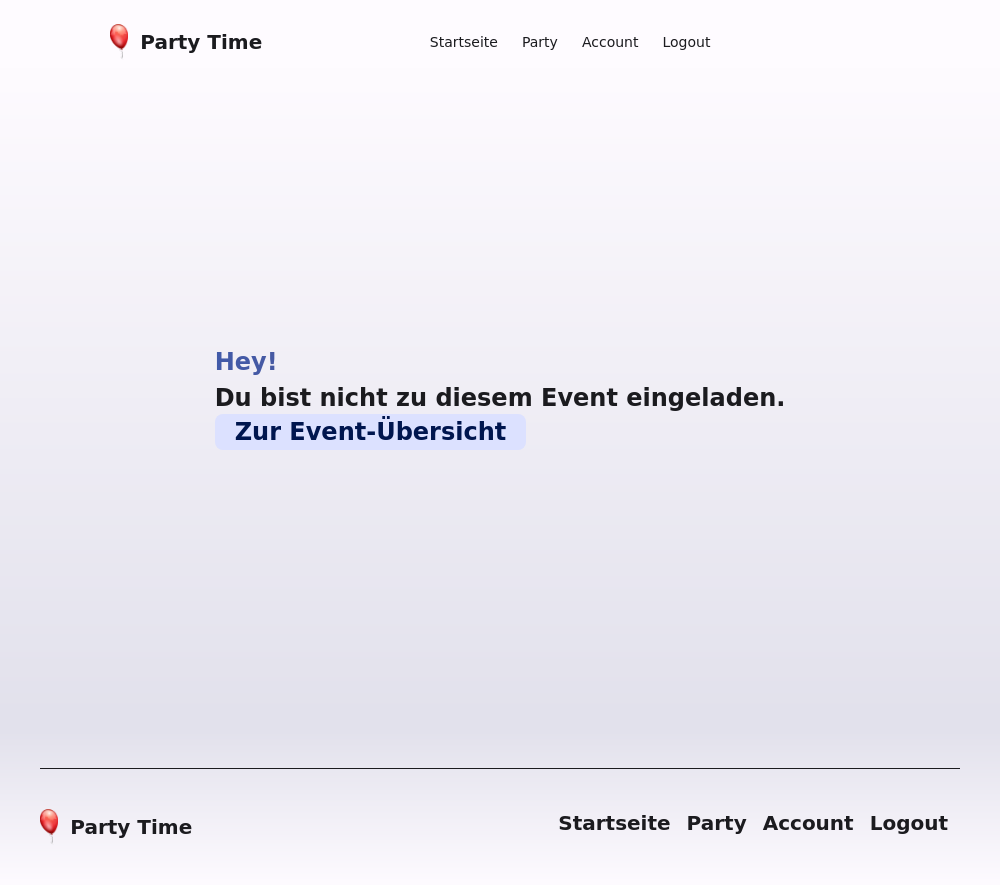 Party Time
Startseite Party Account Logout
Hey!
Du bist nicht zu diesem Event eingeladen.
Zur Event-Übersicht
Party Time
Startseite Party Account Logout